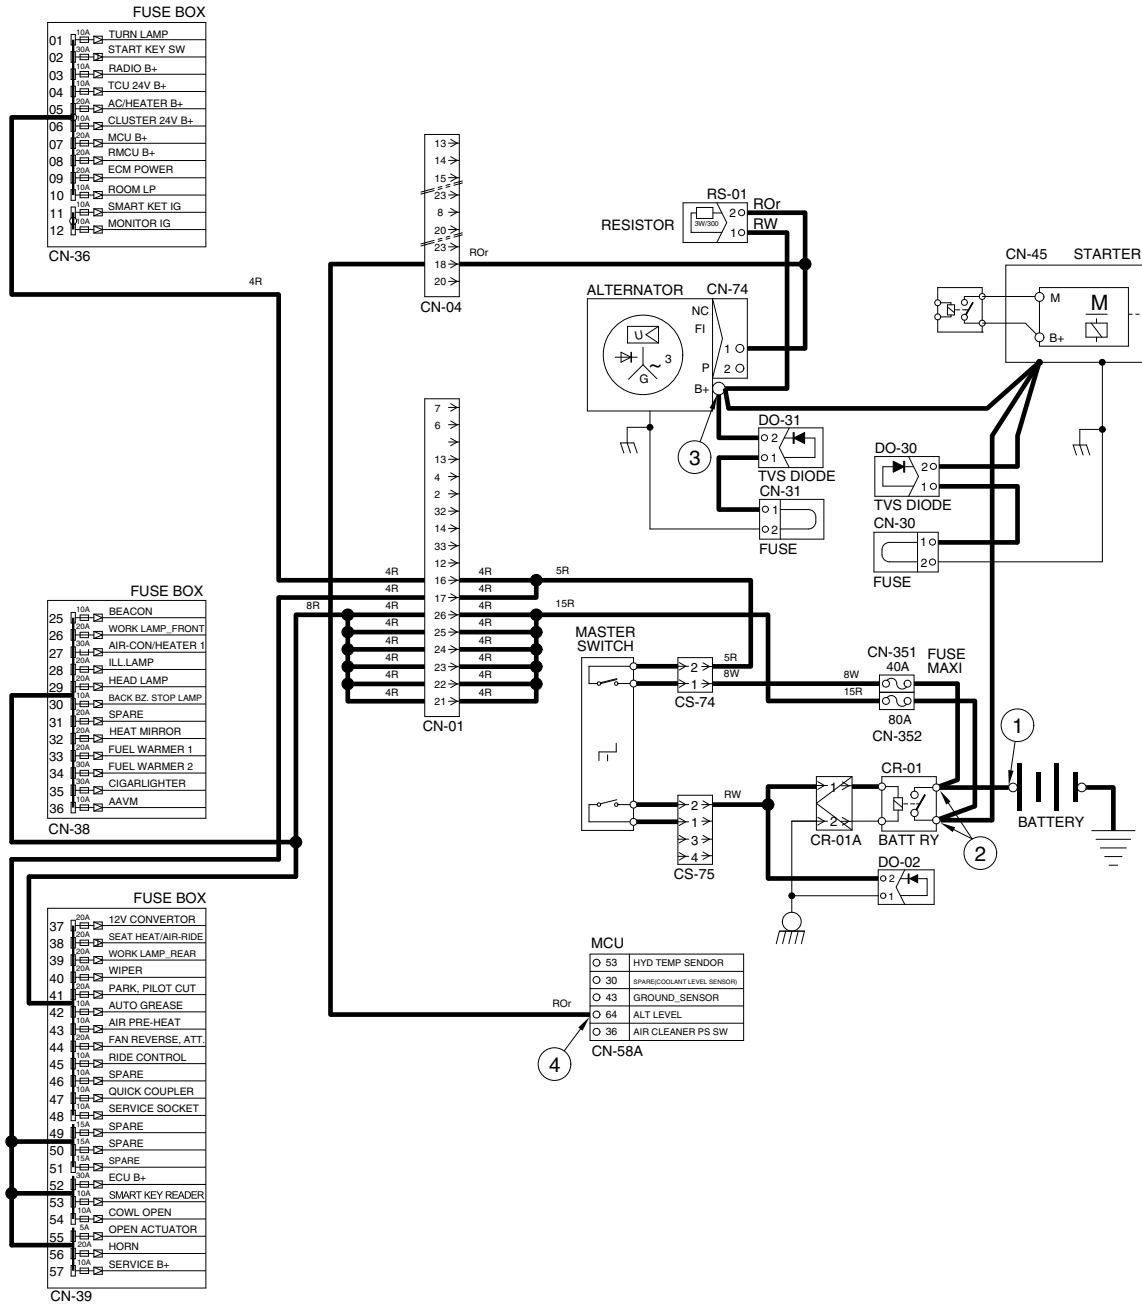 FUSE BOX
01 10A TURN LAMP
02 30A START KEY SW
03 10A RADIO B+
04 10A TCU 24V B+
05 20A AC/HEATER B+
06 10A CLUSTER 24V B+
07 20A MCU B+
08 20A RMCU B+
09 20A ECM POWER
10 10A ROOM LP
11 10A SMART KET IG
12 10A MONITOR IG
CN-36
4R
13
14
15
23
8
20
23
18 ROr
20
CN-04
RS-01
RESISTOR 3W/300 2 ROr
1 RW
ALTERNATOR CN-74
NC
FI
U
3
G
1
P 2
B+
3
DO-31
2
1
TVS DIODE
CN-31
1
2
FUSE
CN-45 STARTER
M M
B+
DO-30
2
1
TVS DIODE
CN-30
1
2
FUSE
7
6
13
4
2
32
14
33
12
4R 16 4R 5R
4R 17 4R
8R 4R 26 4R 15R
4R 25 4R
4R 24 4R
4R 23 4R
4R 22 4R
4R 21 4R
CN-01
FUSE BOX
25 10A BEACON
26 20A WORK LAMP_FRONT
27 30A AIR-CON/HEATER 1
28 20A ILL.LAMP
29 20A HEAD LAMP
30 10A BACK BZ. STOP LAMP
31 20A SPARE
32 20A HEAT MIRROR
33 20A FUEL WARMER 1
34 30A FUEL WARMER 2
35 30A CIGARLIGHTER
36 10A AAVM
CN-38
MASTER
SWITCH
2 5R
1 8W
CS-74
CN-351 FUSE
40A MAXI
8W
15R
80A
CN-352
1
CR-01
BATT RY
2
BATTERY
1
2
CR-01A
2 RW
1
3
4
CS-75
DO-02
2
1
FUSE BOX
37 20A 12V CONVERTOR
38 20A SEAT HEAT/AIR-RIDE
39 20A WORK LAMP_REAR
40 20A WIPER
41 20A PARK, PILOT CUT
42 10A AUTO GREASE
43 10A AIR PRE-HEAT
44 20A FAN REVERSE, ATT.
45 10A RIDE CONTROL
46 10A SPARE
47 10A QUICK COUPLER
48 10A SERVICE SOCKET
49 15A SPARE
50 15A SPARE
51 15A SPARE
52 30A ECU B+
53 10A SMART KEY READER
54 10A COWL OPEN
55 5A OPEN ACTUATOR
56 20A HORN
57 10A SERVICE B+
CN-39
MCU
53 HYD TEMP SENDOR
30 SPARE(COOLANT LEVEL SENSOR)
43 GROUND_SENSOR
ROr 64 ALT LEVEL
36 AIR CLEANER PS SW
CN-58A
4